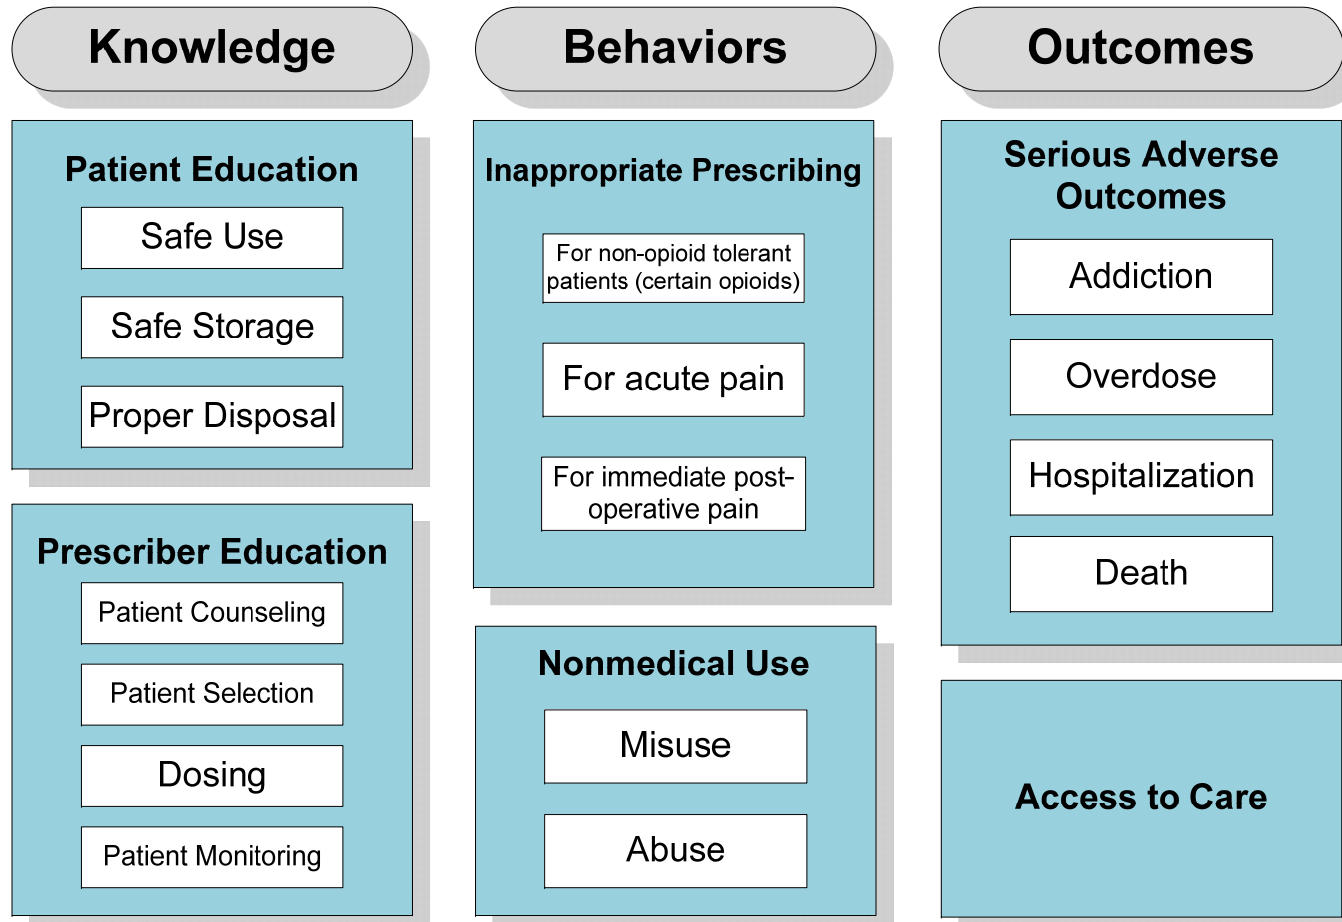 Knowledge
Patient Education
Safe Use
Safe Storage
Proper Disposal
Prescriber Education
Patient Counseling
Patient Selection
Dosing
Patient Monitoring
Behaviors
Inappropriate Prescribing
For non-opioid tolerant
patients (certain opioids)
For acute pain
For immediate post-
operative pain
Nonmedical Use
Misuse
Abuse
Outcomes
Serious Adverse
Outcomes
Addiction
Overdose
Hospitalization
Death
Access to Care